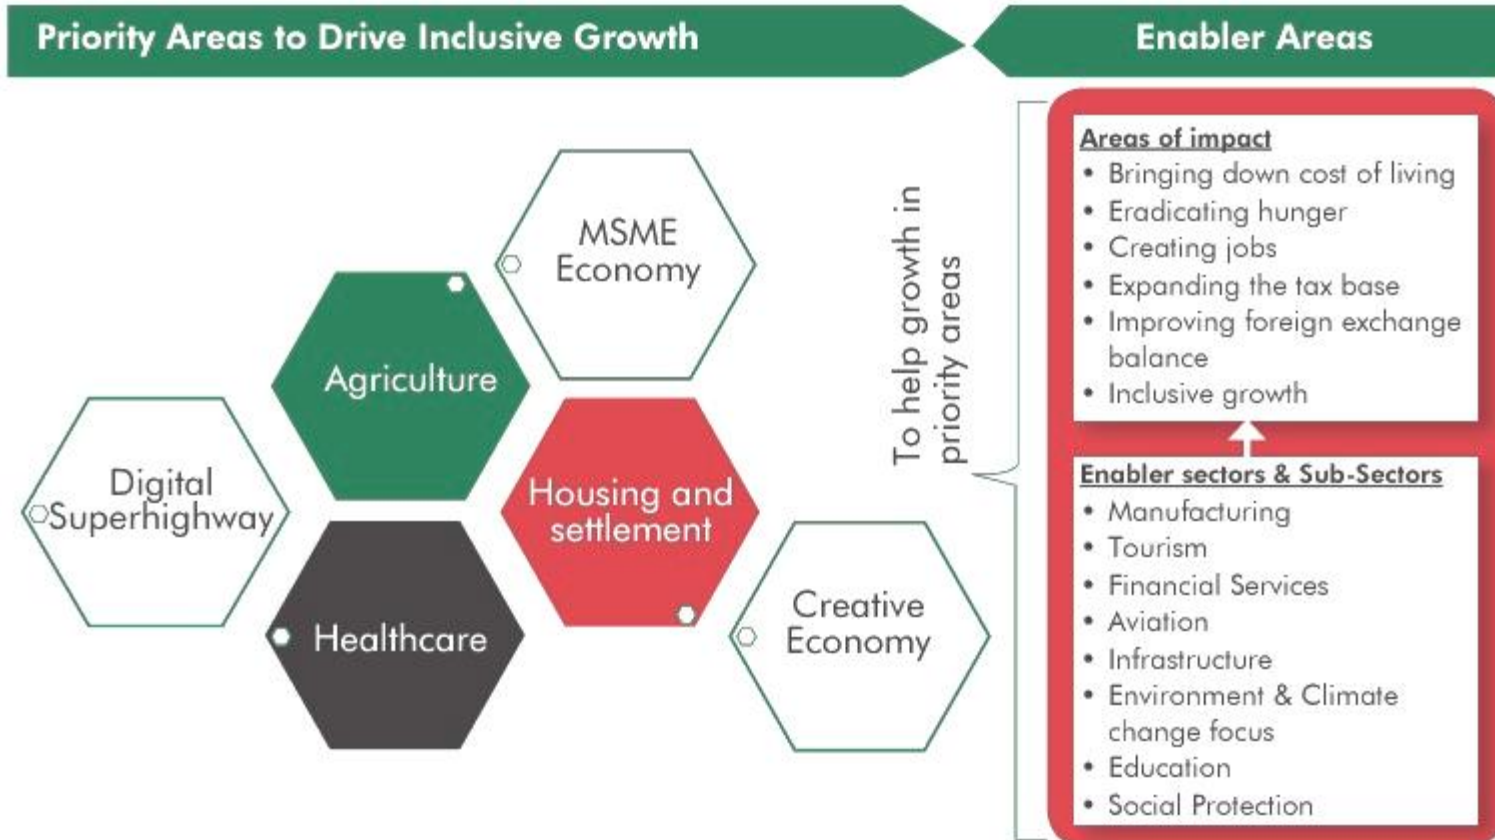 Priority Areas to Drive Inclusive Growth
Enabler Areas
MSME
Economy
Agriculture
Digital
Superhighway
Housing and
settlement
Healthcare
Creative
Economy
To help growth in
priority areas
Areas of impact
• Bringing down cost of living
• Eradicating hunger
• Creating jobs
• Expanding the tax base
• Improving foreign exchange
balance
• Inclusive growth
Enabler sectors & Sub-Sectors
• Manufacturing
• Tourism
• Financial Services
• Aviation
• Infrastructure
• Environment & Climate
change focus
• Education
• Social Protection